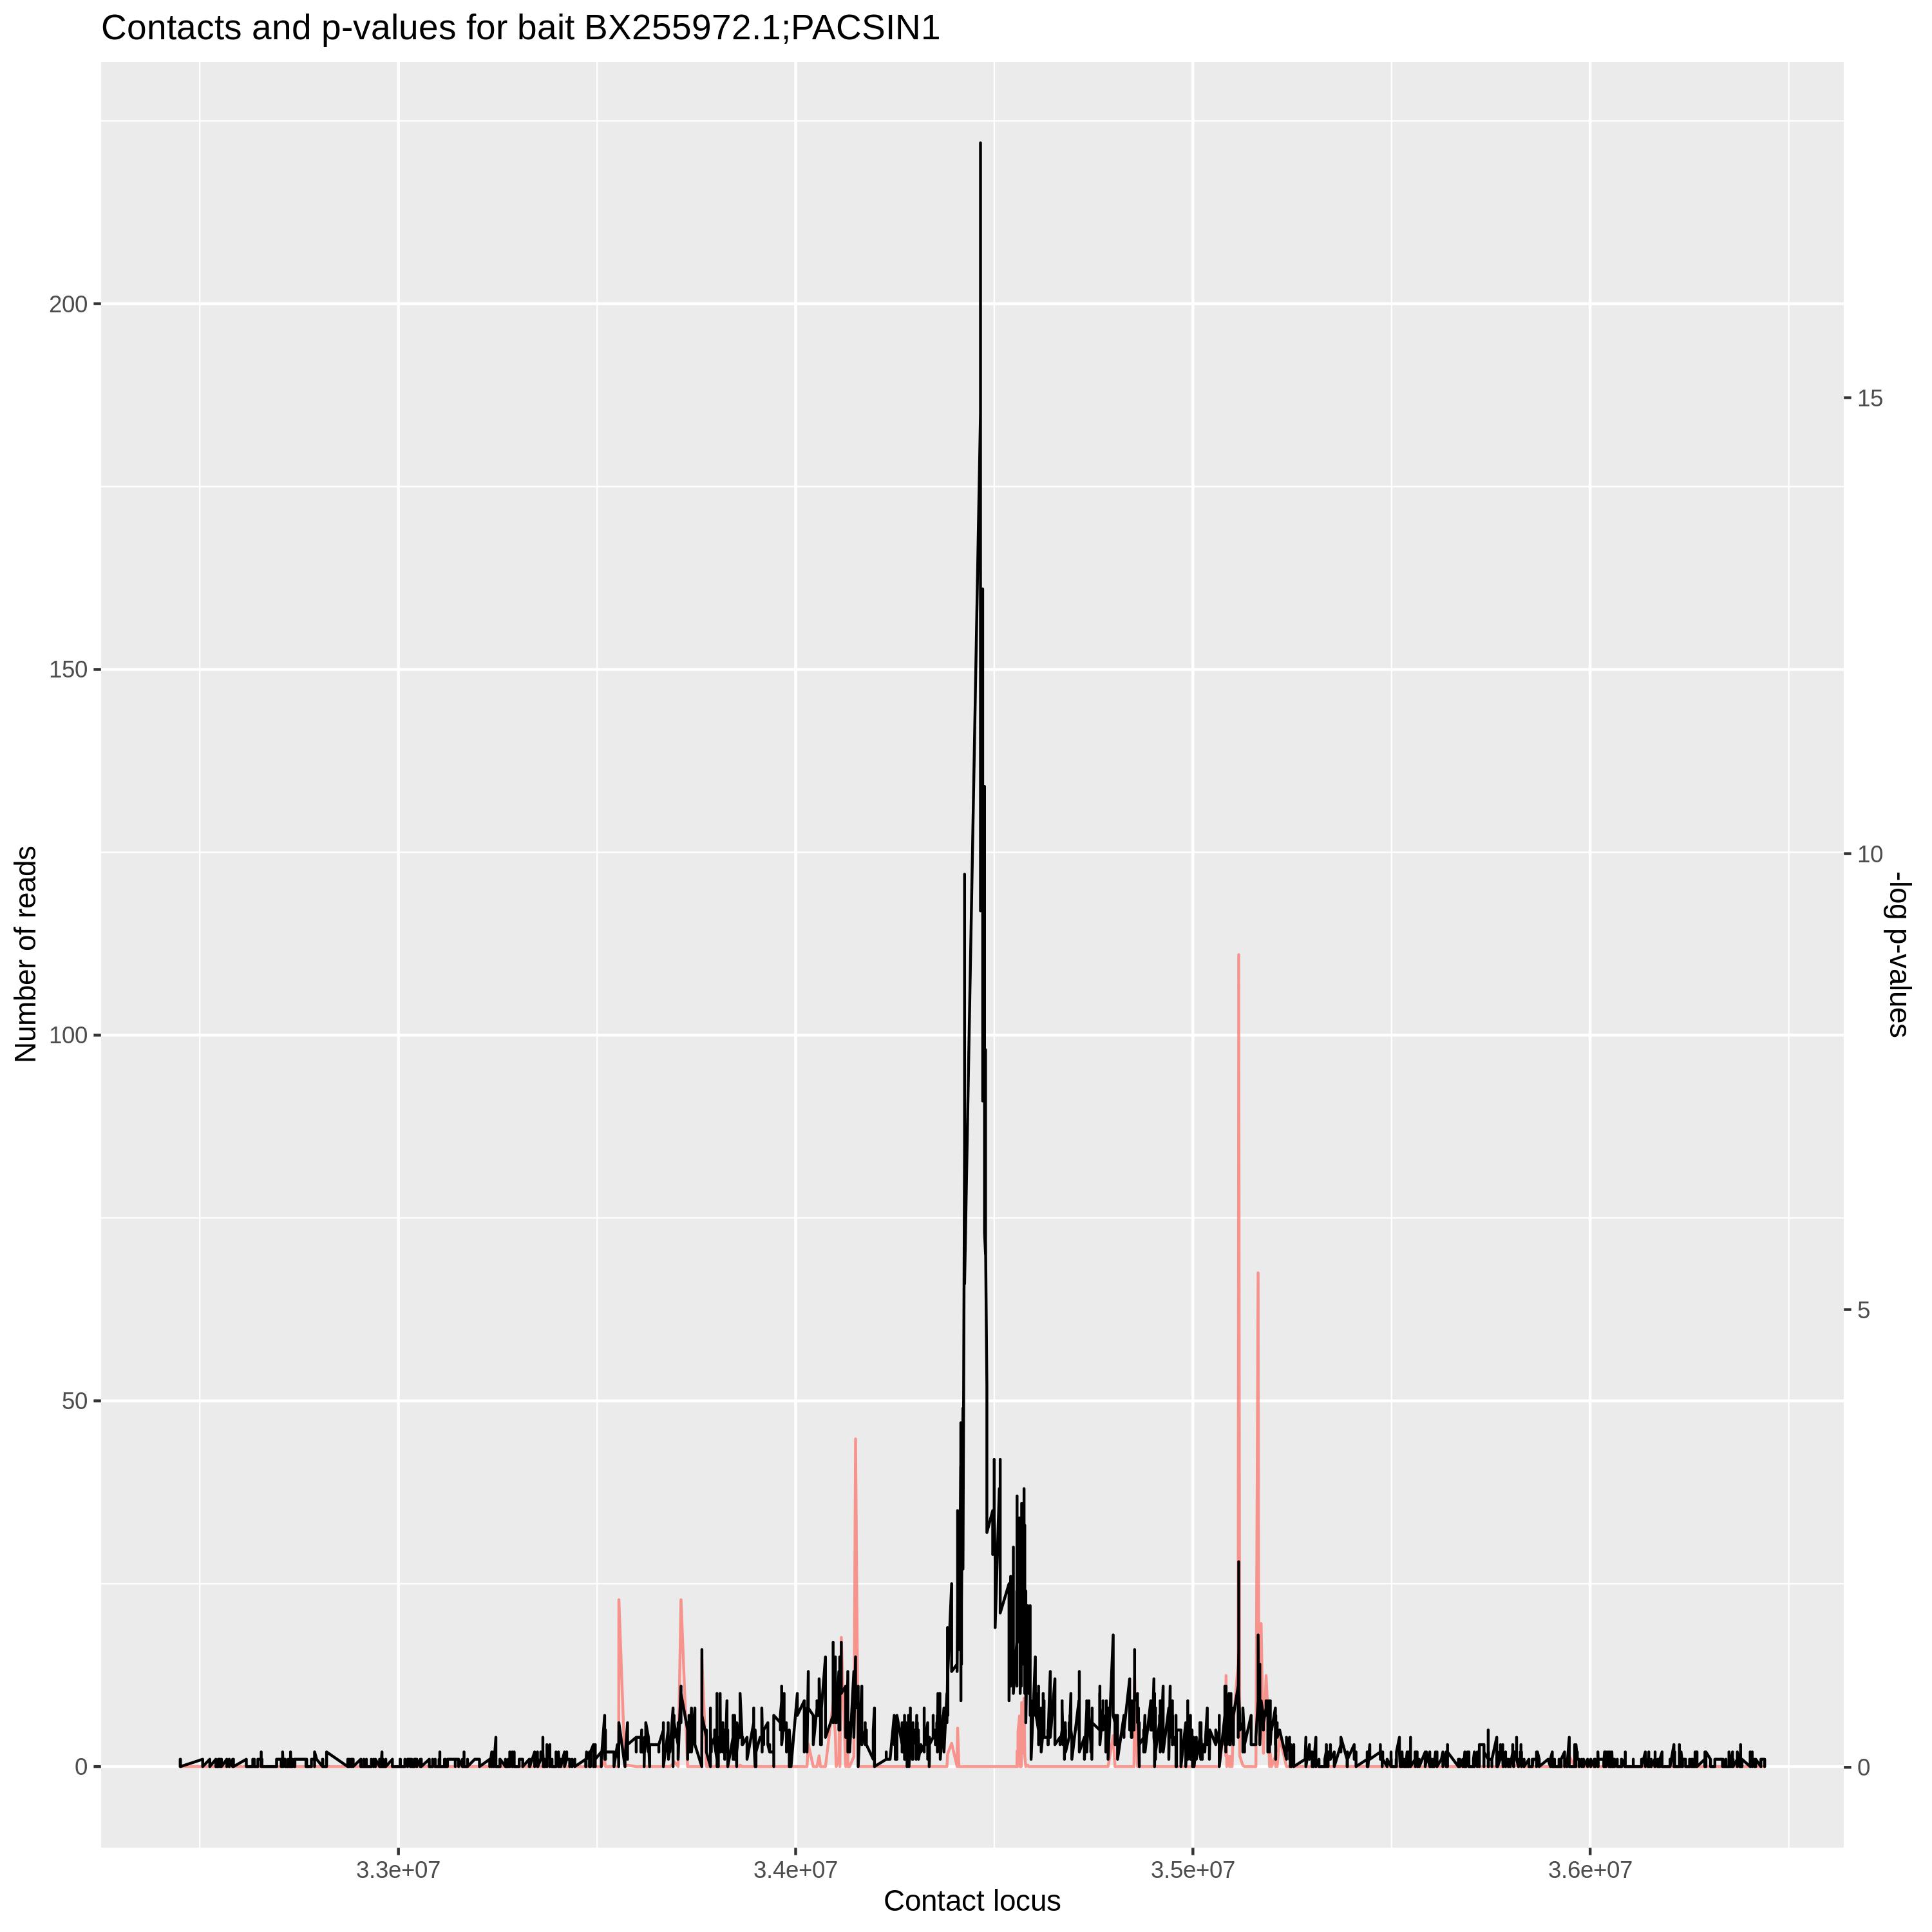 Contacts and p-values for bait BX255972.1;PACSIN1
Number of reads
200
150
100
50
0
15
10
5
0
-log p-values
3.3e+07
3.4e+07
3.5e+07
3.6e+07
Contact locus